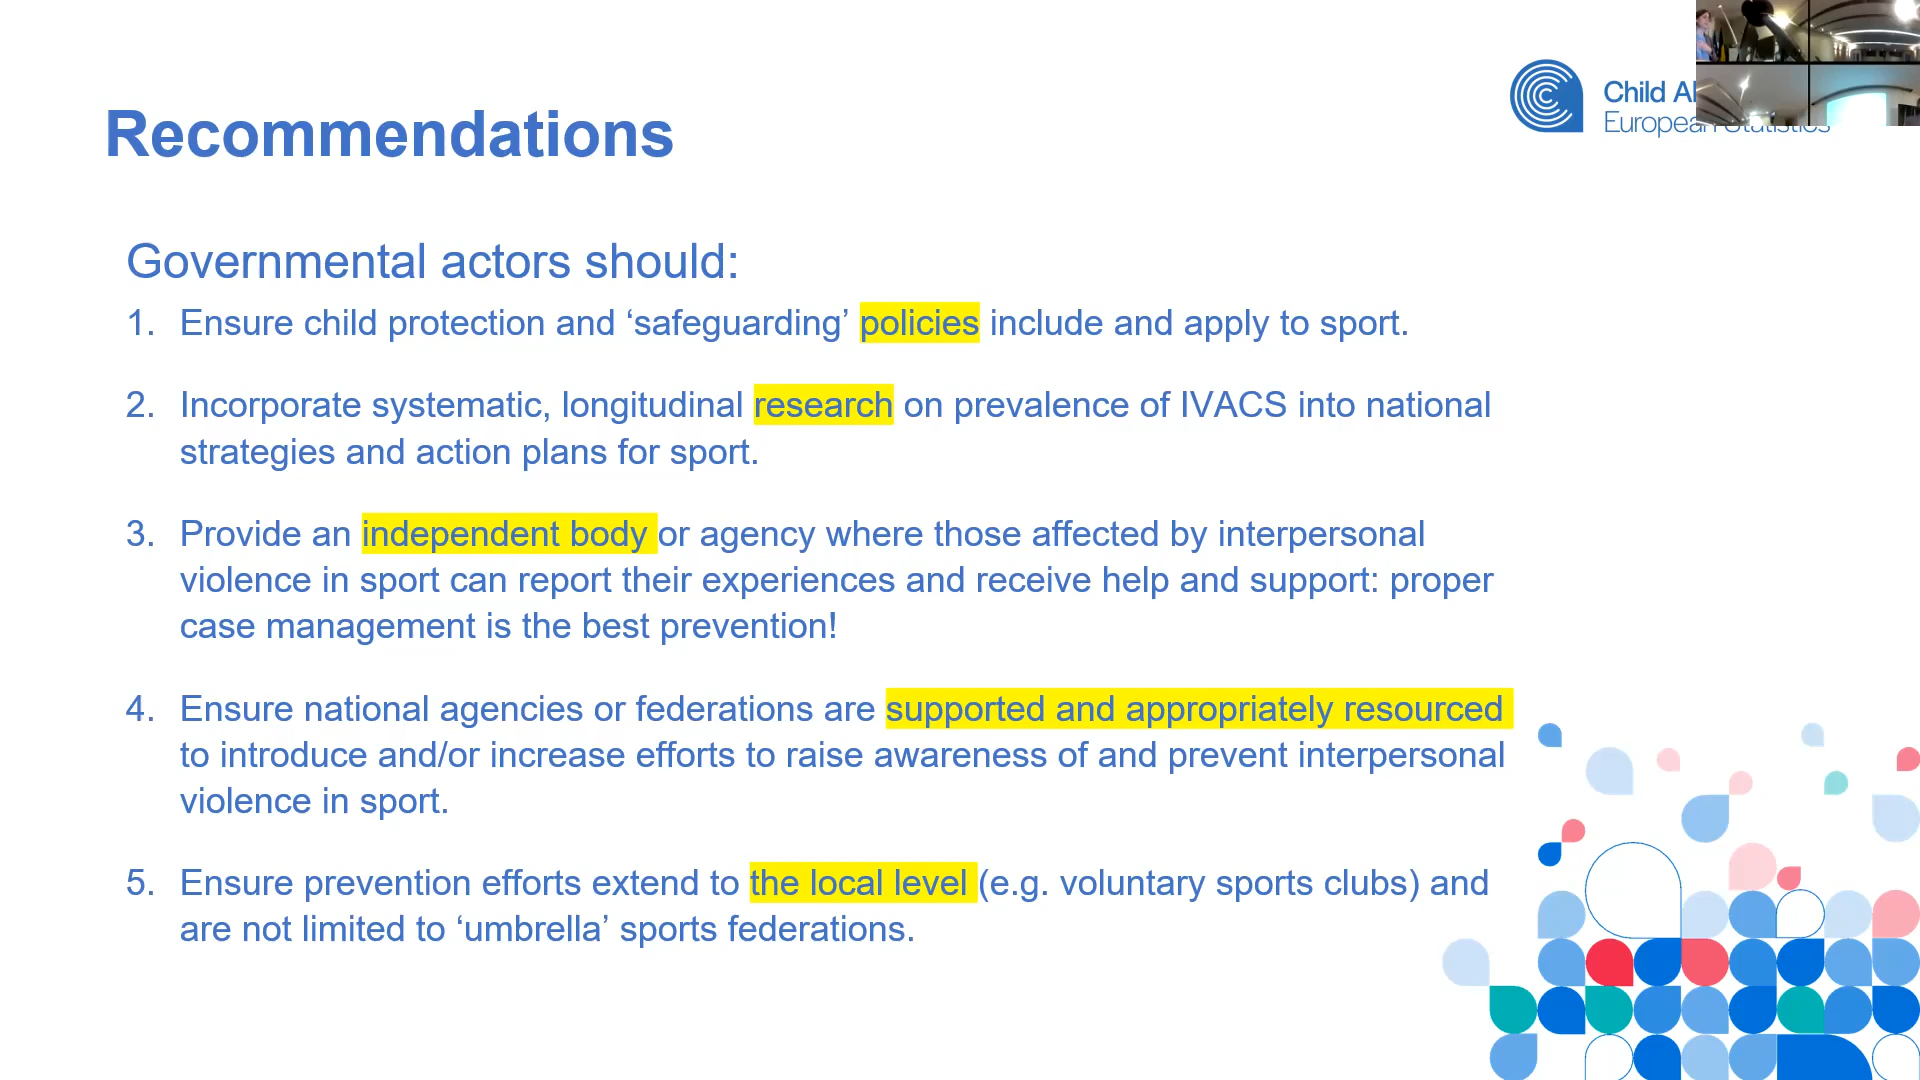 Recommendations
Child
European Statistics
Governmental actors should:
1. Ensure child protection and ‘safeguarding’ policies include and apply to sport.
2. Incorporate systematic, longitudinal research on prevalence of IVACS into national
strategies and action plans for sport.
3. Provide an independent body or agency where those affected by interpersonal
violence in sport can report their experiences and receive help and support: proper
case management is the best prevention!
4. Ensure national agencies or federations are supported and appropriately resourced
to introduce and/or increase efforts to raise awareness of and prevent interpersonal
violence in sport.
5. Ensure prevention efforts extend to the local level (e.g. voluntary sports clubs) and
are not limited to ‘umbrella’ sports federations.